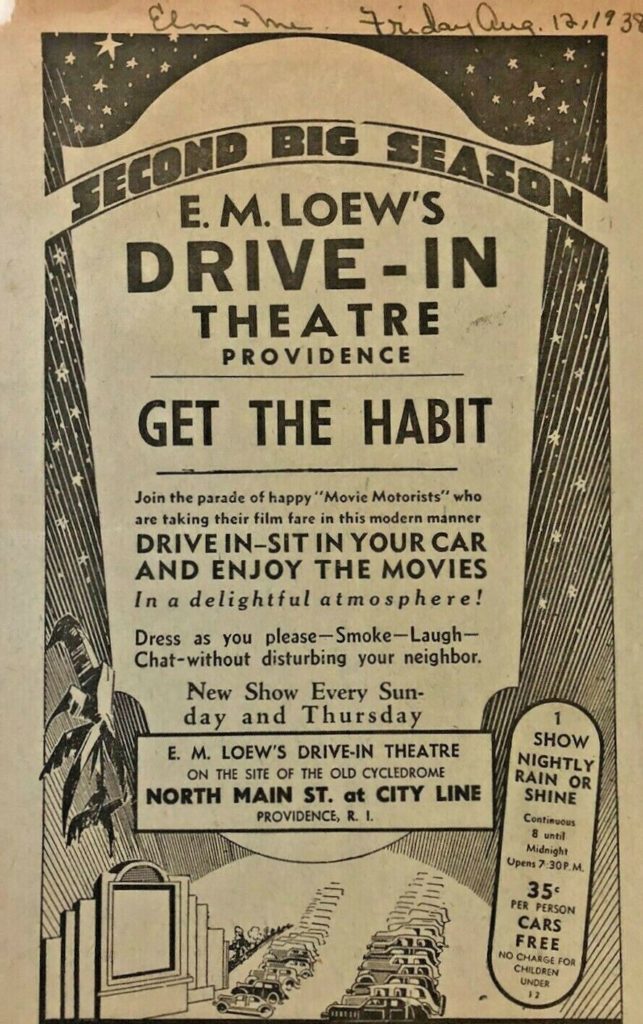 Elm & Me Friday Aug. 12, 1938
SECOND BIG SEASON
E. M. LOEW'S
DRIVE-IN
THEATRE
PROVIDENCE
GET THE HABIT
Join the parade of happy "Movie Motorists" who
are taking their film fare in this modern manner
DRIVE IN—SIT IN YOUR CAR
AND ENJOY THE MOVIES
In a delightful atmosphere!
Dress as you please—Smoke—Laugh—
Chat-without disturbing your neighbor.
New Show Every Sun-
day and Thursday
E. M. LOEW'S DRIVE-IN THEATRE
ON THE SITE OF THE OLD CYCLEDROME
NORTH MAIN ST. at CITY LINE
PROVIDENCE, R. I.
1
SHOW
NIGHTLY
RAIN OR
SHINE
Continuous
8 until
Midnight
Opens 7:30 P.M.
35c
PER PERSON
CARS
FREE
NO CHARGE FOR
CHILDREN
UNDER
12